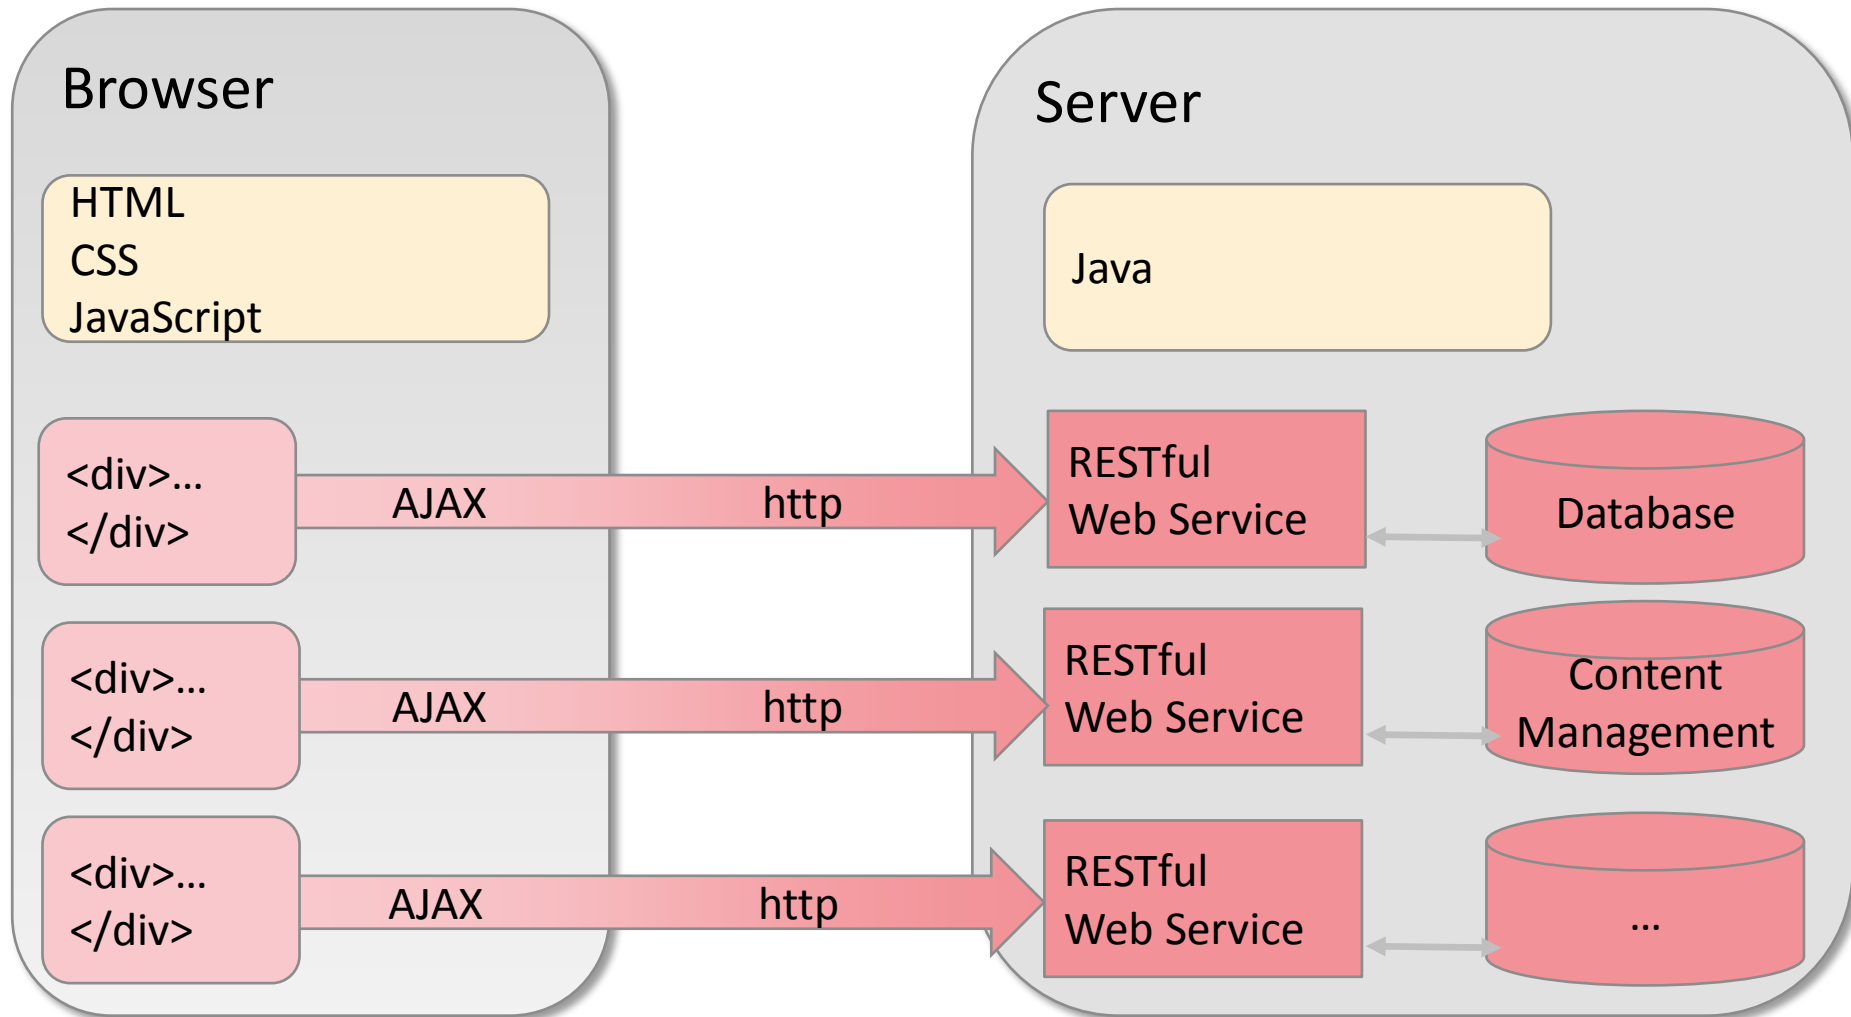 Browser
HTML
CSS
JavaScript
Server
Java
<div>...
</div>
AJAX
http
RESTful
Web Service
Database
<div>...
</div>
AJAX
http
RESTful
Web Service
Content
Management
<div>...
</div>
AJAX
http
RESTful
Web Service
...